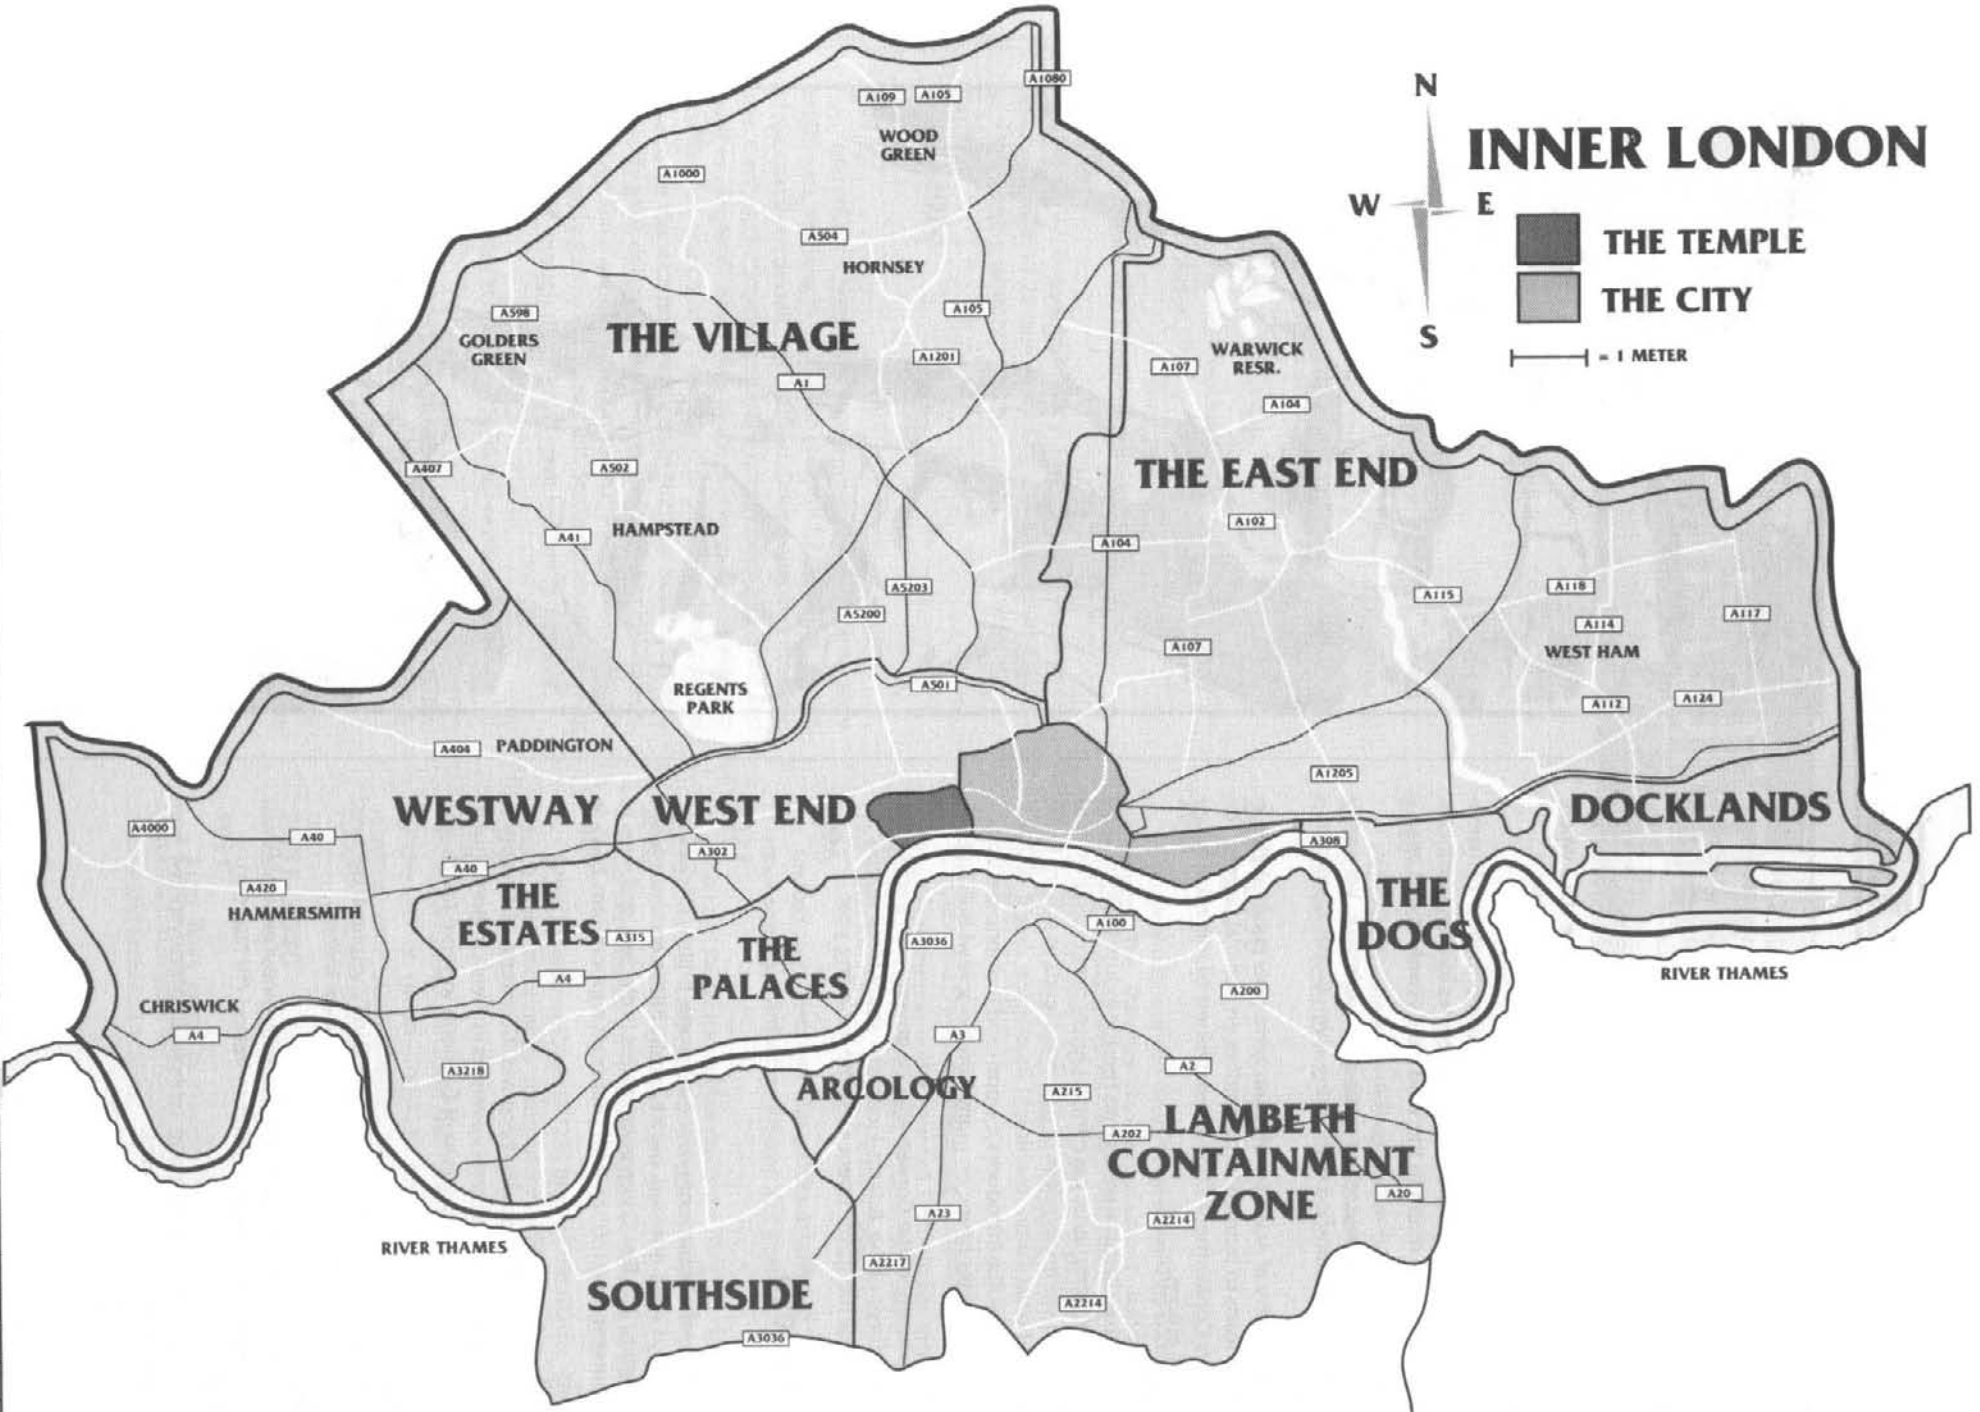 A1080
A109
A105
N
WOOD
GREEN
INNER LONDON
A1000
W
E
A504
THE TEMPLE
HORNSEY
THE CITY
A598
A105
S
GOLDERS
GREEN
THE VILLAGE
A1201
WARWICK
RESR.
= 1 METER
A1
A107
A104
A407
A502
THE EAST END
A41
HAMPSTEAD
A102
A104
A5203
A118
A5200
A115
A114
A117
A107
WEST HAM
REGENTS
PARK
A501
A112
A124
A404
PADDINGTON
A1205
WESTWAY
WEST END
DOCKLANDS
A4000
A40
A302
A308
A40
A420
THE
ESTATES
HAMMERSMITH
THE
DOGS
A315
THE
PALACES
A3036
A100
A4
RIVER THAMES
CHRISWICK
A200
A4
A3
A3218
ARCOLOGY
A215
A2
LAMBETH
CONTAINMENT
ZONE
A202
A20
A23
A2214
RIVER THAMES
A2217
SOUTHSIDE
A2214
A3036